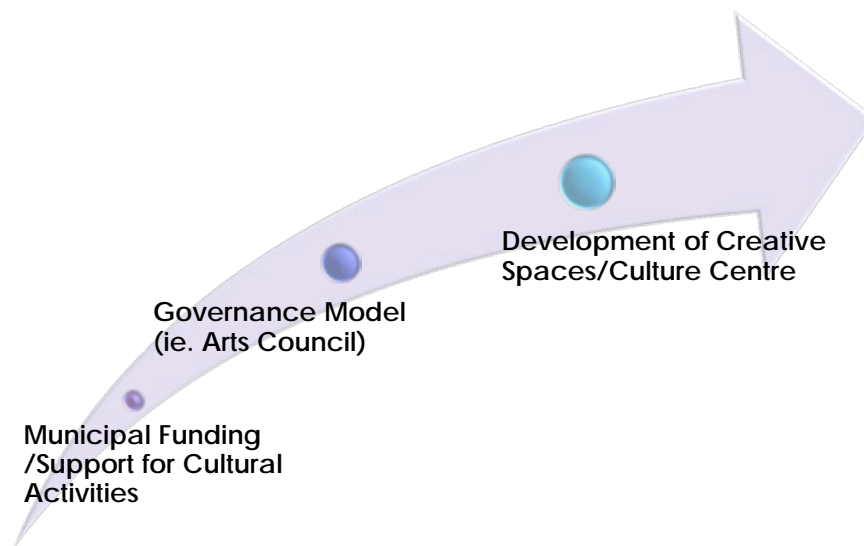 Development of Creative
Spaces/Culture Centre
Governance Model
(ie. Arts Council)
Municipal Funding
/Support for Cultural
Activities